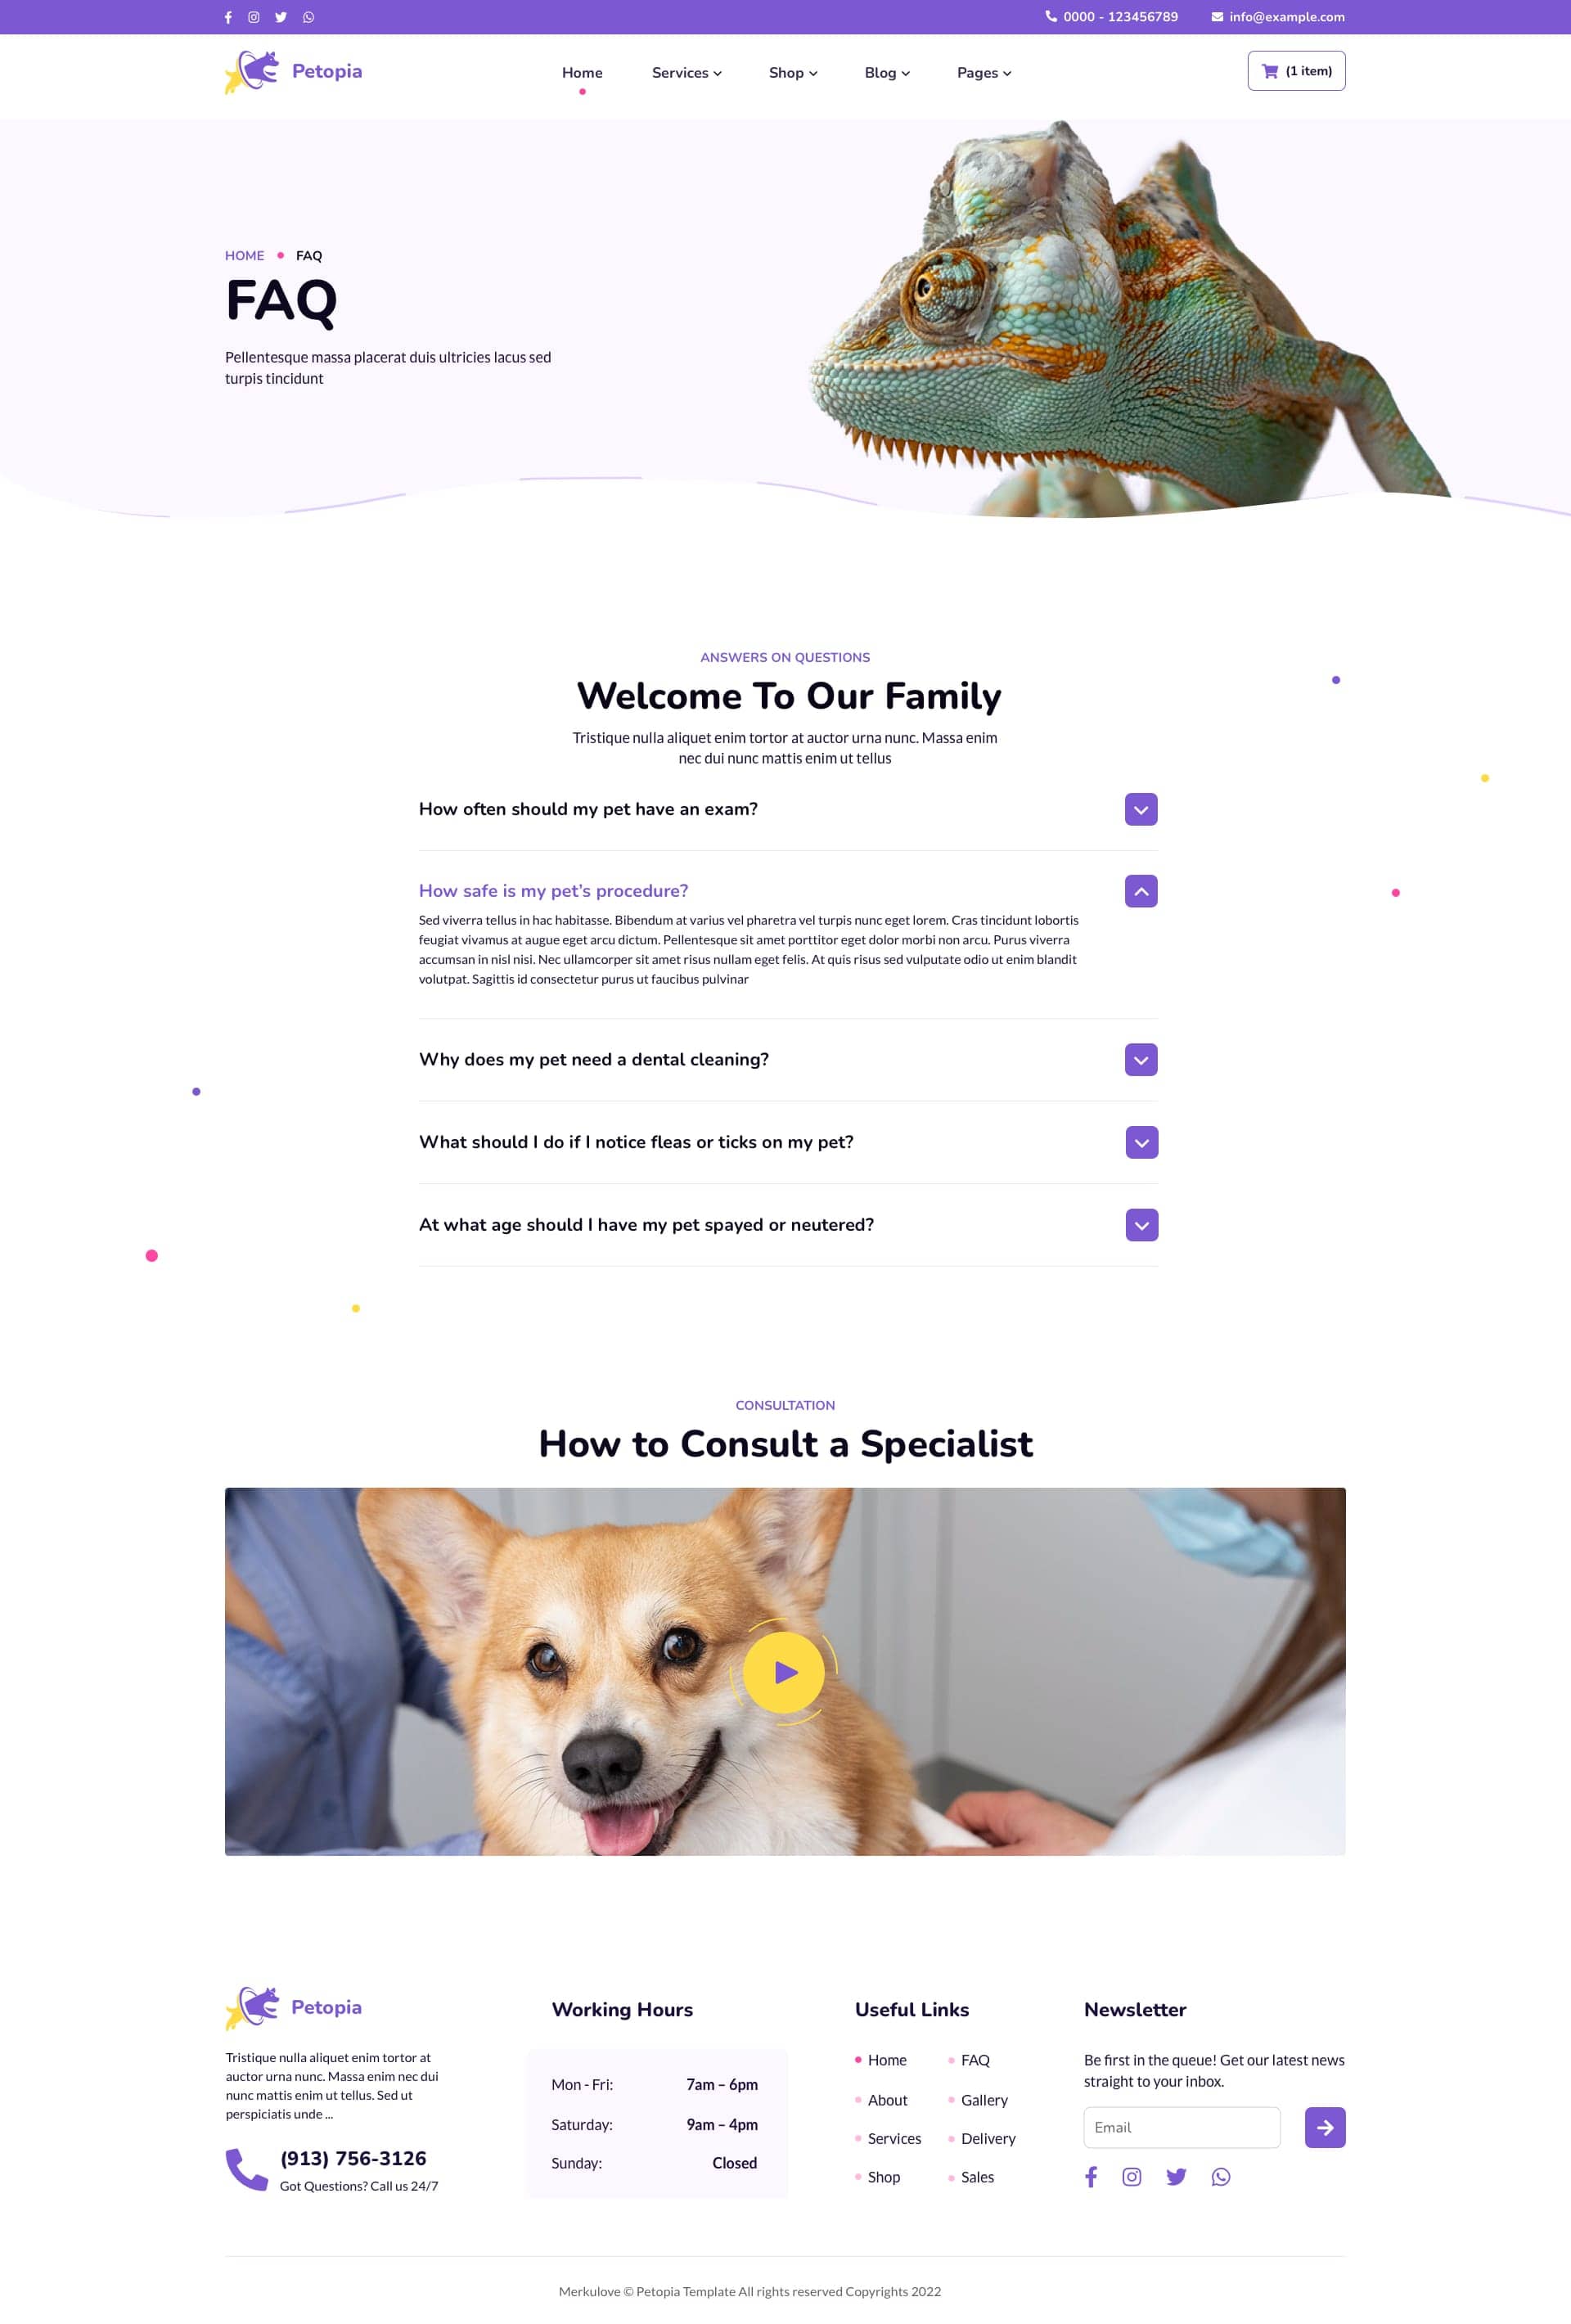 0000 - 123456789
info@example.com
Petopia
Home
Services
Shop
Blog
Pages
(1 item)
HOME
FAQ
FAQ
Pellentesque massa placerat duis ultricies lacus sed
turpis tincidunt
ANSWERS ON QUESTIONS
Welcome To Our Family
Tristique nulla aliquet enim tortor at auctor urna nunc. Massa enim
nec dui nunc mattis enim ut tellus
How often should my pet have an exam?
How safe is my pet’s procedure?
Sed viverra tellus in hac habitasse. Bibendum at varius vel pharetra vel turpis nunc eget lorem. Cras tincidunt lobortis
feugiat vivamus at augue eget arcu dictum. Pellentesque sit amet porttitor eget dolor morbi non arcu. Purus viverra
accumsan in nisl nisi. Nec ullamcorper sit amet risus nullam eget felis. At quis risus sed vulputate odio ut enim blandit
volutpat. Sagittis id consectetur purus ut faucibus pulvinar
Why does my pet need a dental cleaning?
What should I do if I notice fleas or ticks on my pet?
At what age should I have my pet spayed or neutered?
CONSULTATION
How to Consult a Specialist
Petopia
Tristique nulla aliquet enim tortor at
auctor urna nunc. Massa enim nec dui
nunc mattis enim ut tellus. Sed ut
perspiciatis unde ...
(913) 756-3126
Got Questions? Call us 24/7
Working Hours
Mon - Fri: 7am – 6pm
Saturday: 9am – 4pm
Sunday: Closed
Useful Links
Home
About
Services
Shop
FAQ
Gallery
Delivery
Sales
Newsletter
Be first in the queue! Get our latest news
straight to your inbox.
Email
Merkulove © Petopia Template All rights reserved Copyrights 2022